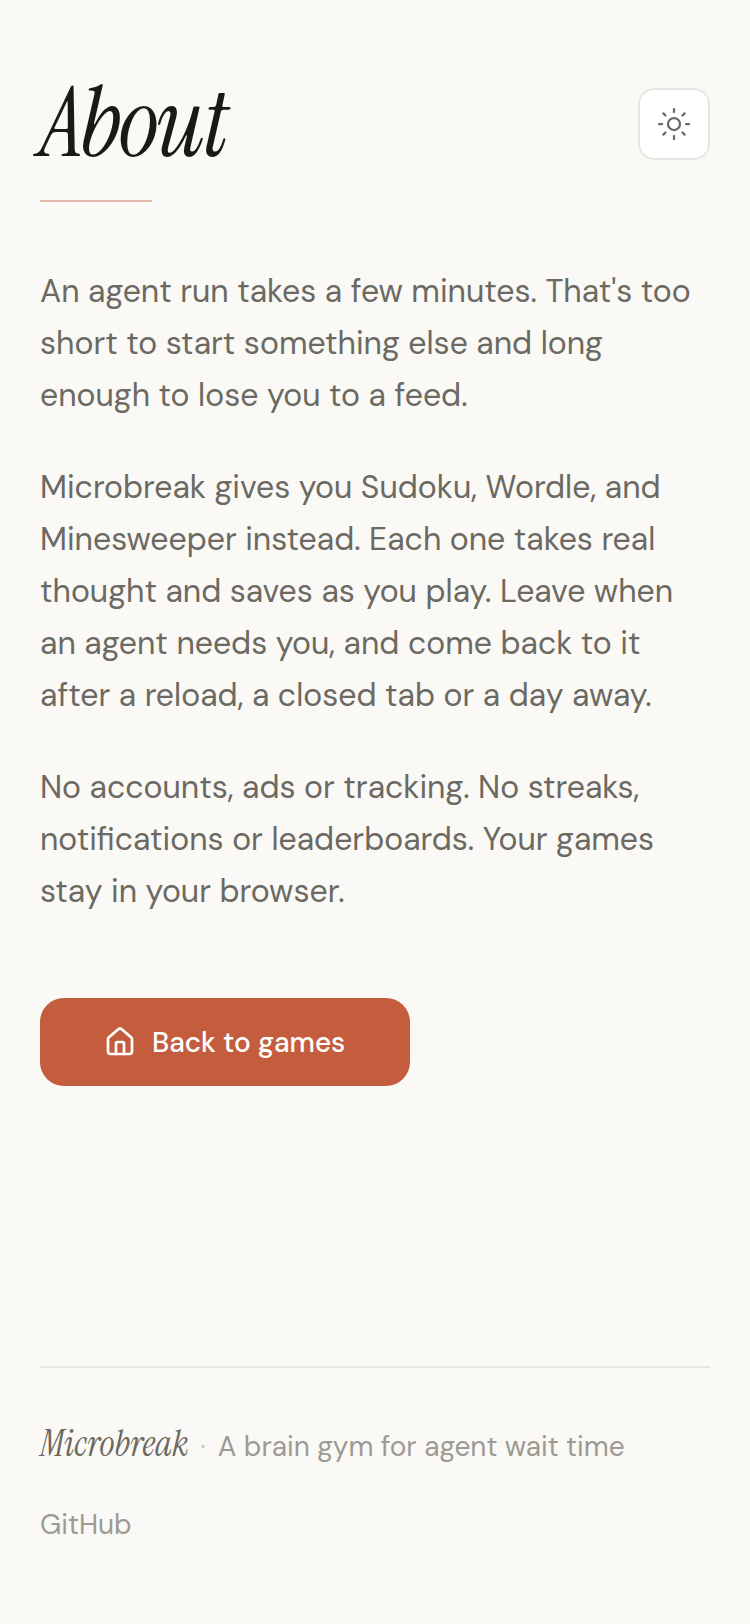 About
An agent run takes a few minutes. That's too
short to start something else and long
enough to lose you to a feed.
Microbreak gives you Sudoku, Wordle, and
Minesweeper instead. Each one takes real
thought and saves as you play. Leave when
an agent needs you, and come back to it
after a reload, a closed tab or a day away.
No accounts, ads or tracking. No streaks,
notifications or leaderboards. Your games
stay in your browser.
Back to games
Microbreak · A brain gym for agent wait time
GitHub